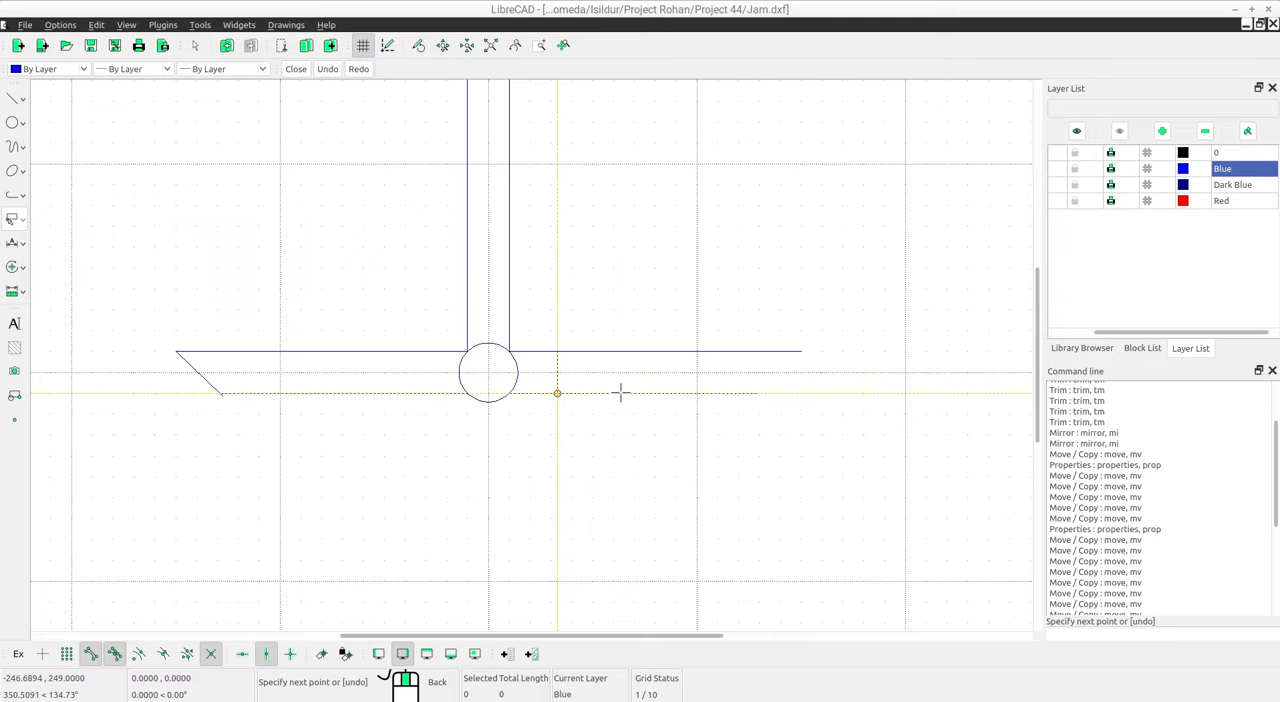 LibreCAD - [...omeda/Isildur/Project Rohan/Project 44/Jam.dxf]
File Options Edit View Plugins Tools Widgets Drawings Help
By Layer By Layer By Layer Close Undo Redo
Layer List
0
Blue
Dark Blue
Red
Library Browser Block List Layer List
Command line
Trim : trim, tm
Trim : trim, tm
Trim : trim, tm
Trim : trim, tm
Mirror : mirror, mi
Mirror : mirror, mi
Move / Copy : move, mv
Properties : properties, prop
Move / Copy : move, mv
Move / Copy : move, mv
Move / Copy : move, mv
Move / Copy : move, mv
Move / Copy : move, mv
Properties : properties, prop
Move / Copy : move, mv
Move / Copy : move, mv
Move / Copy : move, mv
Move / Copy : move, mv
Move / Copy : move, mv
Move / Copy : move, mv
Move / Copy : move, mv
Specify next point or [undo]
Ex
-246.6894 , 249.0000
350.5091 < 134.73°
0.0000 , 0.0000
0.0000 < 0.00°
Specify next point or [undo]
Back
Selected Total Length
0 0
Current Layer
Blue
Grid Status
1 / 10